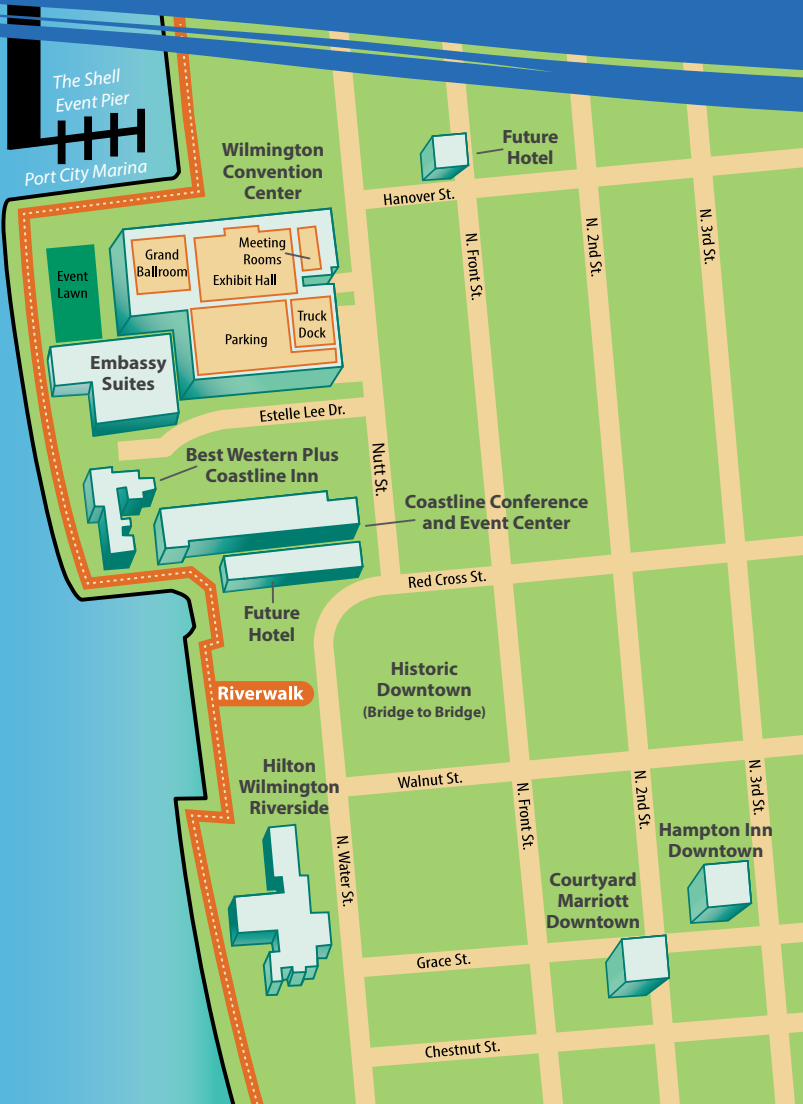 The Shell
Event Pier
Port City Marina
Wilmington
Convention
Center
Future
Hotel
Hanover St.
N. Front St.
N. 2nd St.
N. 3rd St.
Event
Lawn
Grand
Ballroom
Meeting
Rooms
Exhibit Hall
Parking
Truck
Dock
Embassy
Suites
Estelle Lee Dr.
Nutt St.
Best Western Plus
Coastline Inn
Coastline Conference
and Event Center
Red Cross St.
Future
Hotel
Historic
Downtown
(Bridge to Bridge)
Riverwalk
Hilton
Wilmington
Riverside
Walnut St.
N. Water St.
N. Front St.
N. 2nd St.
N. 3rd St.
Hampton Inn
Downtown
Courtyard
Marriott
Downtown
Grace St.
Chestnut St.